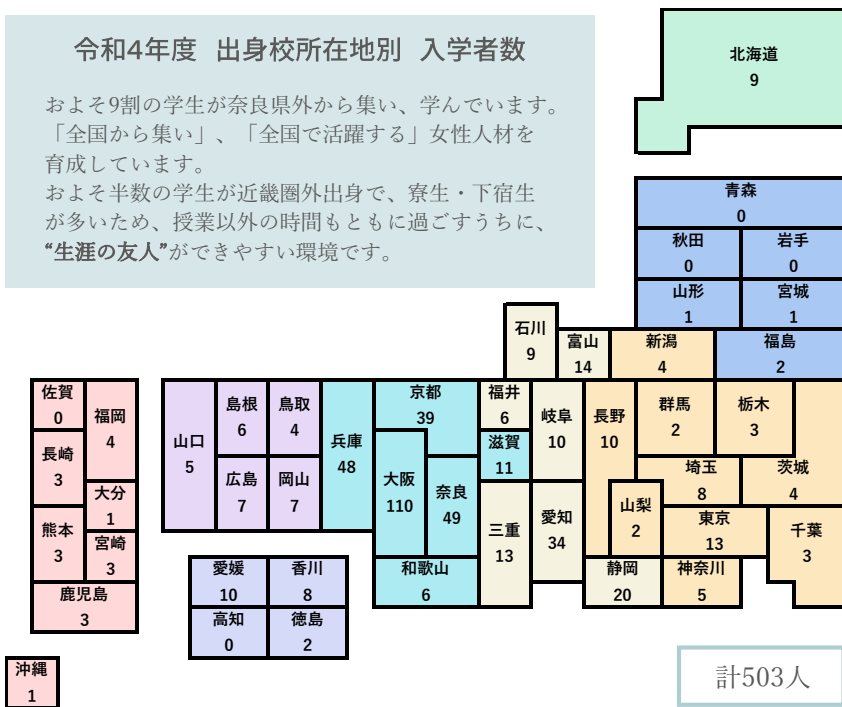 令和4年度 出身校所在地別 入学者数
およそ9割の学生が奈良県外から集い、学んでいます。
「全国から集い」、「全国で活躍する」女性人材を
育成しています。
およそ半数の学生が近畿圏外出身で、寮生・下宿生
が多いため、授業以外の時間もともに過ごすうちに、
“生涯の友人”ができやすい環境です。
北海道
9
青森
0
秋田
0
岩手
0
山形
1
宮城
1
福島
2
石川
9
富山
14
新潟
4
佐賀
0
福岡
4
長崎
3
大分
1
熊本
3
宮崎
3
鹿児島
3
沖縄
1
山口
5
島根
6
鳥取
4
広島
7
岡山
7
兵庫
48
京都
39
大阪
110
奈良
49
滋賀
11
和歌山
6
愛媛
10
香川
8
高知
0
徳島
2
福井
6
岐阜
10
三重
13
愛知
34
静岡
20
長野
10
群馬
2
栃木
3
埼玉
8
茨城
4
山梨
2
東京
13
千葉
3
神奈川
5
計503人